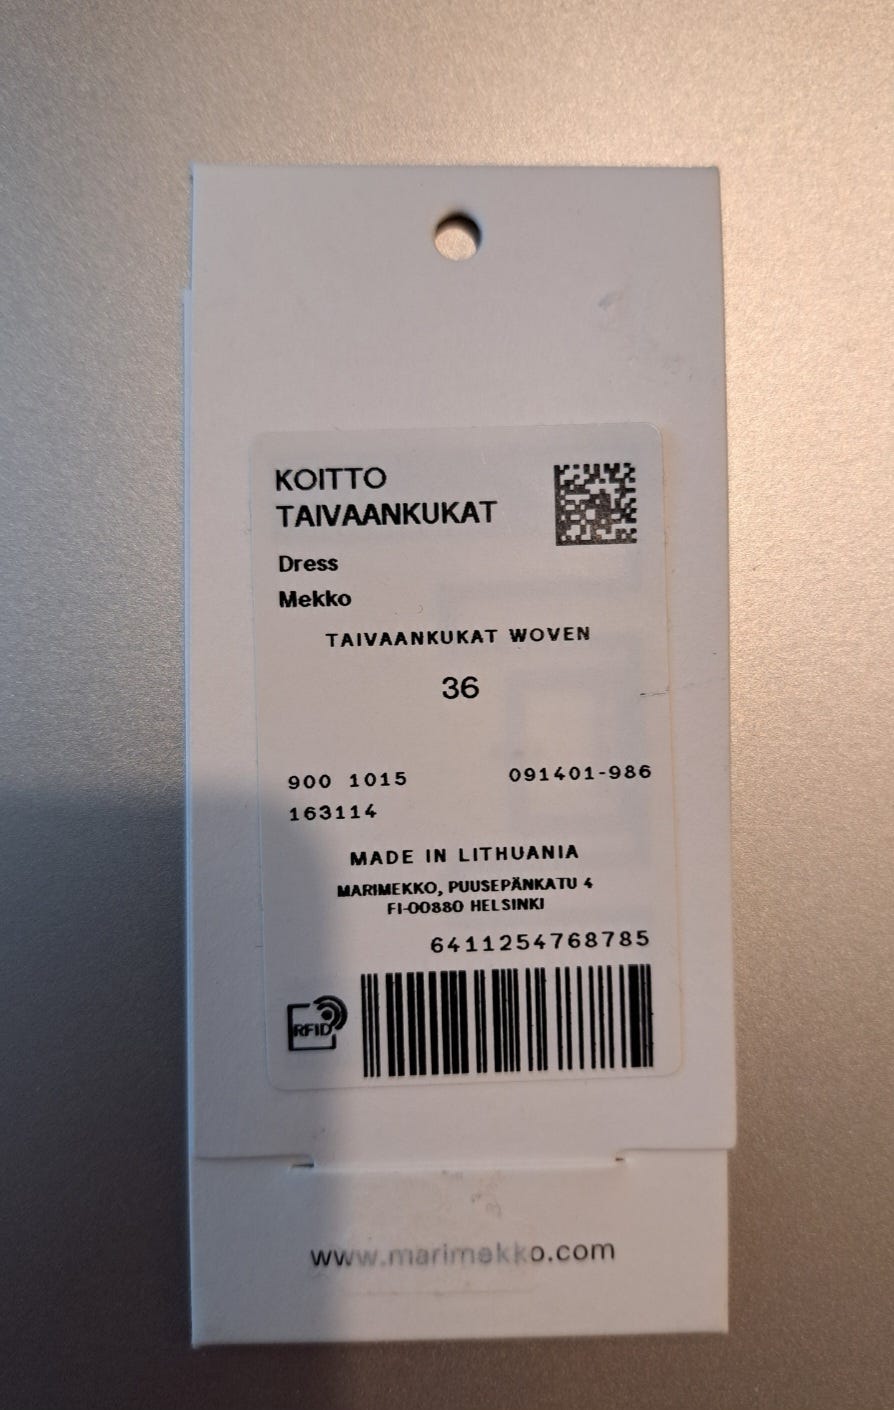 KOITTO
TAIVAANKUKAT
Dress
Mekko
TAIVAANKUKAT WOVEN
36
900 1015 091401-986
163114
MADE IN LITHUANIA
MARIMEKKO, PUUSEPÄNKATU 4
FI-00880 HELSINKI
6411254768785
RFID
www.marimekko.com